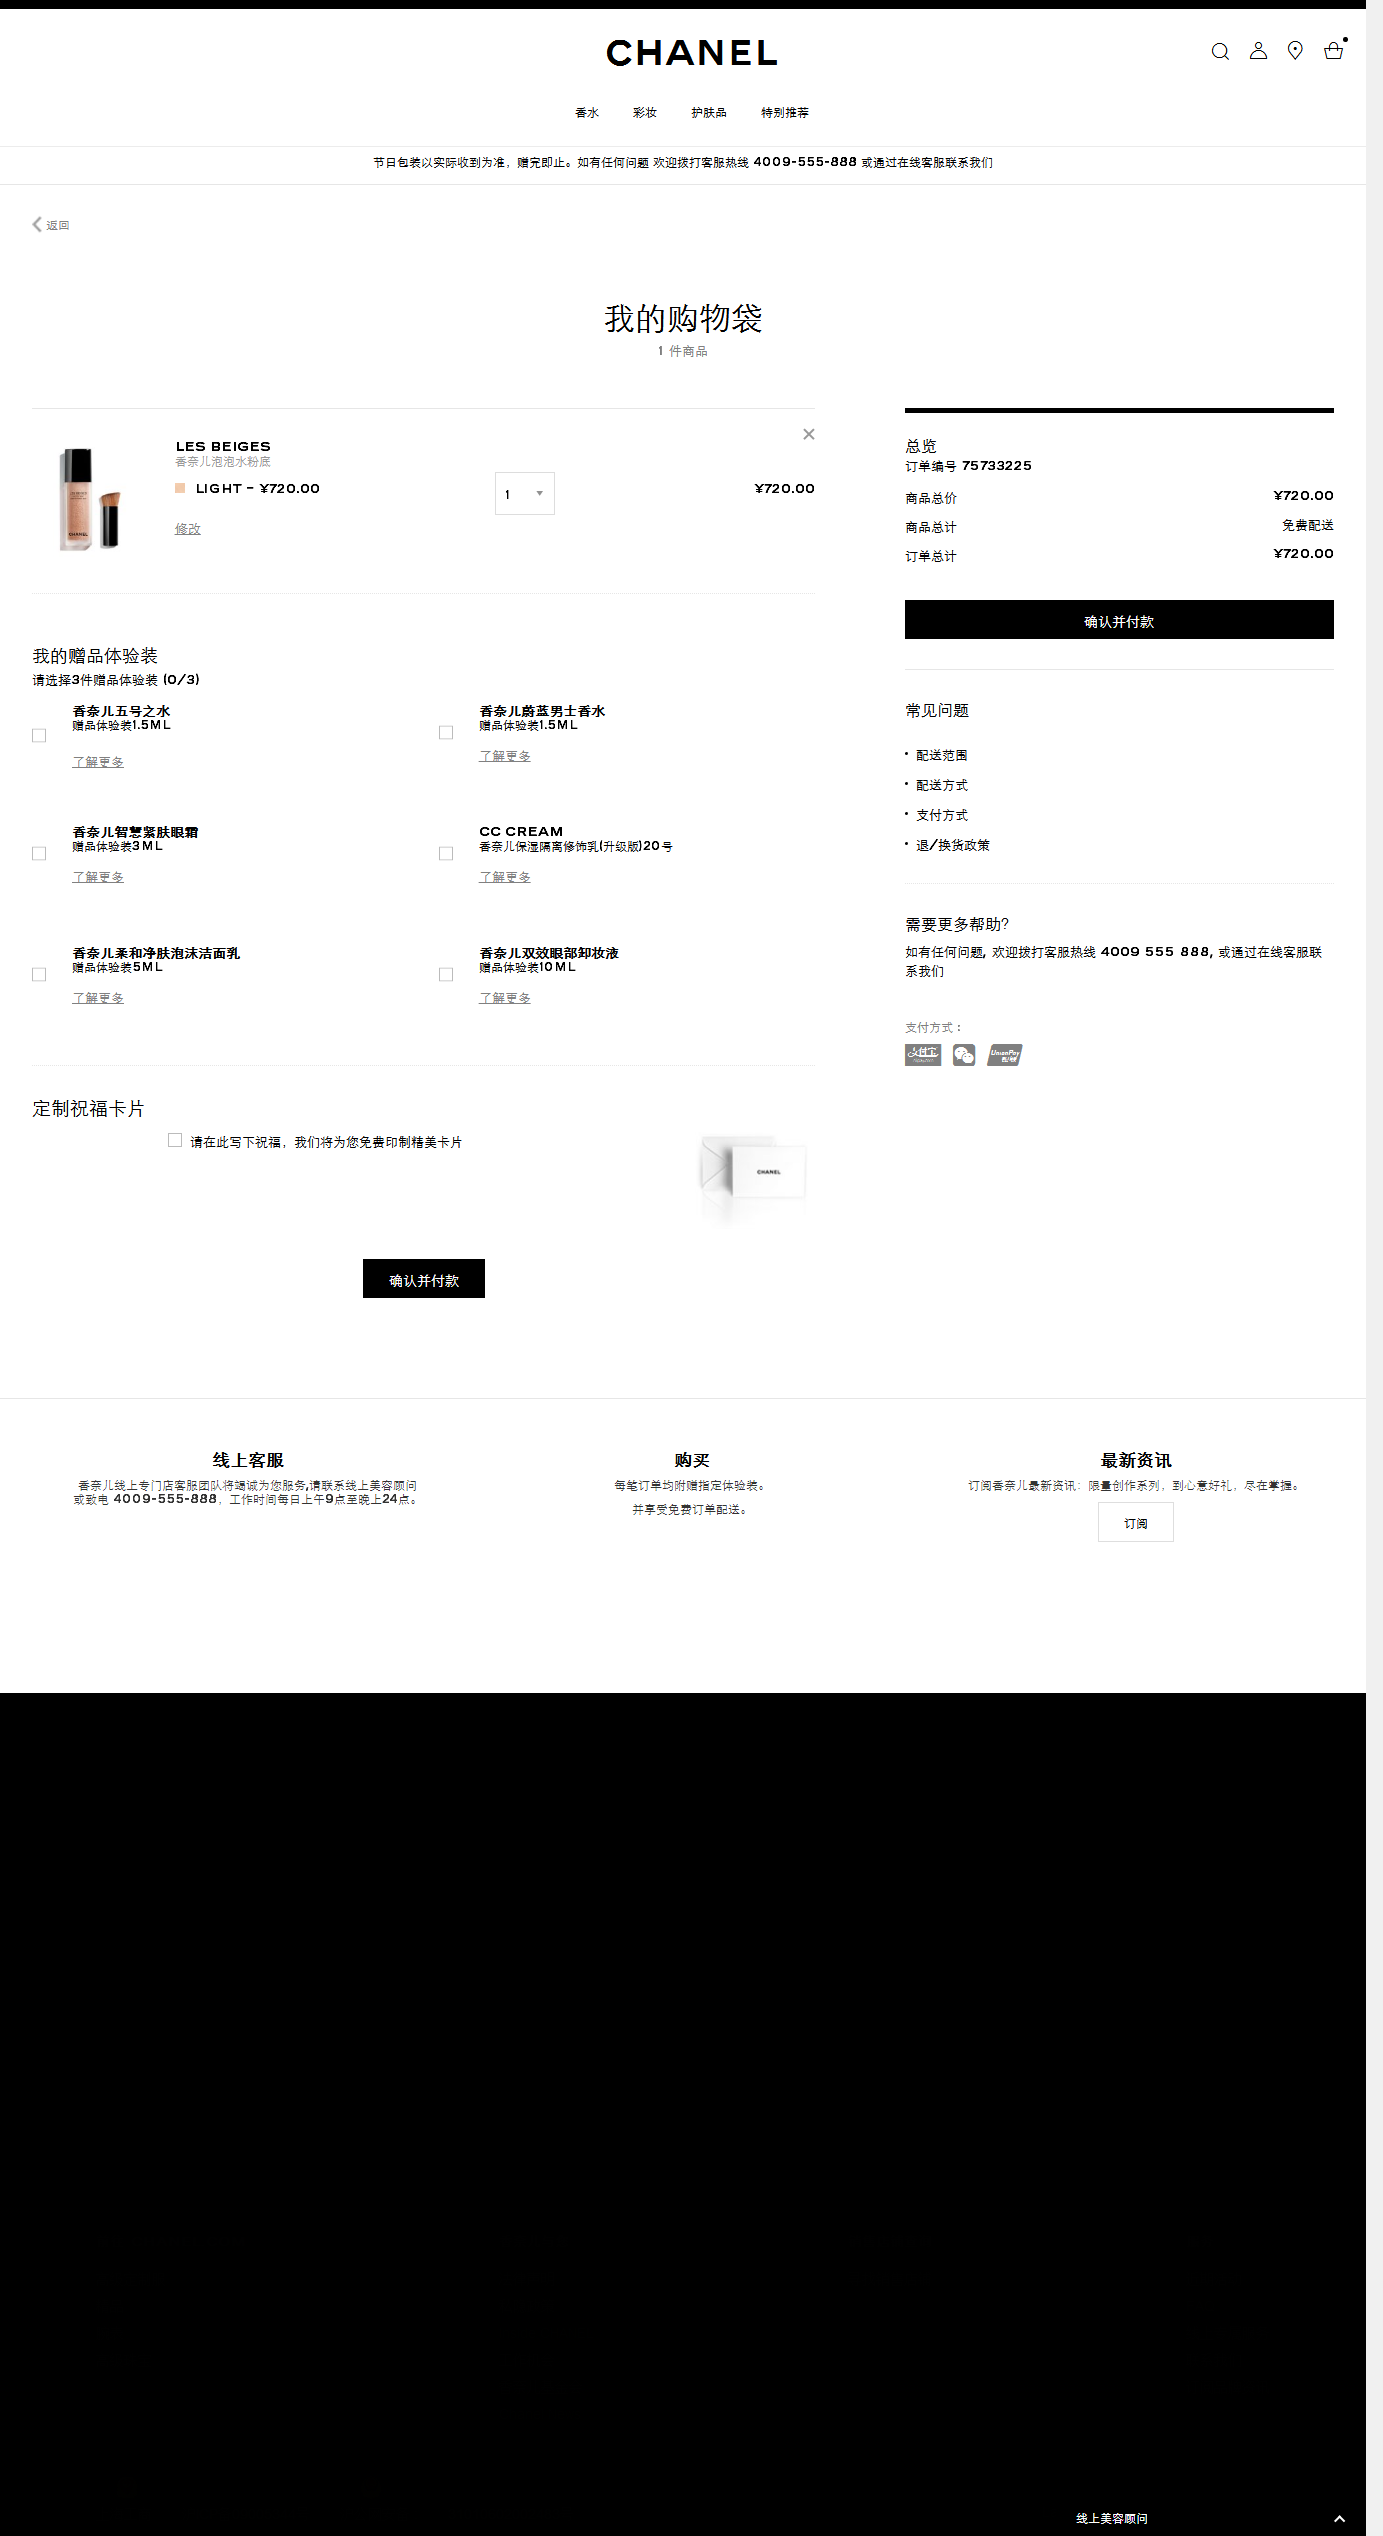 CHANEL
香水 彩妆 护肤品 特别推荐
节日包装以实际收到为准，赠完即止。如有任何问题 欢迎拨打客服热线 4009-555-888 或通过在线客服联系我们
返回
我的购物袋
1 件商品
LES BEIGES
香奈儿泡泡水粉底
LIGHT - ¥720.00
1
¥720.00
修改
CHANEL
总览
订单编号 75733225
商品总价 ¥720.00
商品总计 免费配送
订单总计 ¥720.00
确认并付款
我的赠品体验装
请选择3件赠品体验装 (0/3)
香奈儿五号之水
赠品体验装1.5ML
了解更多
香奈儿蔚蓝男士香水
赠品体验装1.5ML
了解更多
香奈儿智慧紧肤眼霜
赠品体验装3ML
了解更多
CC CREAM
香奈儿保湿隔离修饰乳(升级版)20号
了解更多
香奈儿柔和净肤泡沫洁面乳
赠品体验装5ML
了解更多
香奈儿双效眼部卸妆液
赠品体验装10ML
了解更多
常见问题
配送范围
配送方式
支付方式
退/换货政策
需要更多帮助?
如有任何问题, 欢迎拨打客服热线 4009 555 888, 或通过在线客服联
系我们
支付方式：
支付宝
UnionPay
银联
定制祝福卡片
请在此写下祝福，我们将为您免费印制精美卡片
CHANEL
确认并付款
线上客服
香奈儿线上专门店客服团队将竭诚为您服务,请联系线上美容顾问
或致电 4009-555-888，工作时间每日上午9点至晚上24点。
购买
每笔订单均附赠指定体验装。
并享受免费订单配送。
最新资讯
订阅香奈儿最新资讯：限量创作系列，到心意好礼，尽在掌握。
订阅
线上美容顾问